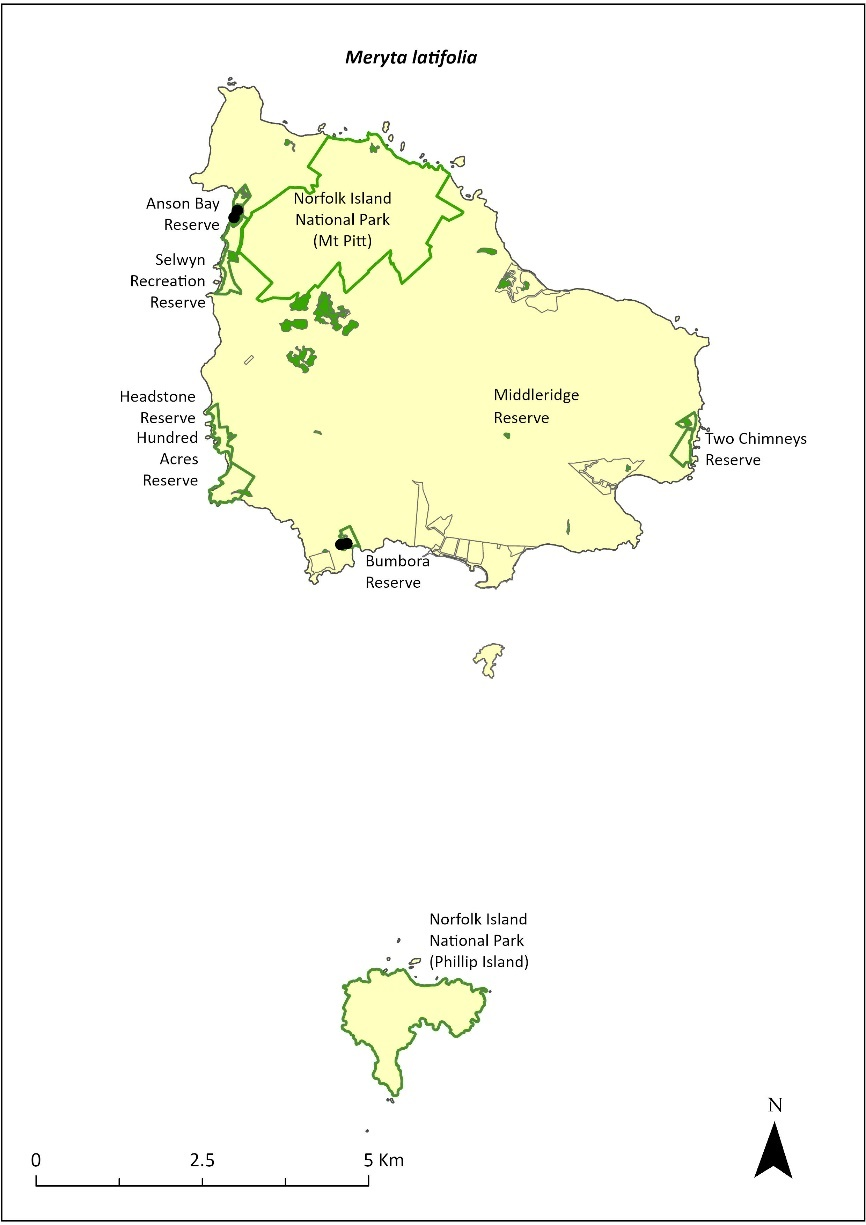 Meryta latifolia
Anson Bay
Reserve
Norfolk Island
National Park
(Mt Pitt)
Selwyn
Recreation
Reserve
Headstone
Reserve
Hundred
Acres
Reserve
Middleridge
Reserve
Two Chimneys
Reserve
Bumbora
Reserve
Norfolk Island
National Park
(Phillip Island)
N
0 2.5 5 Km